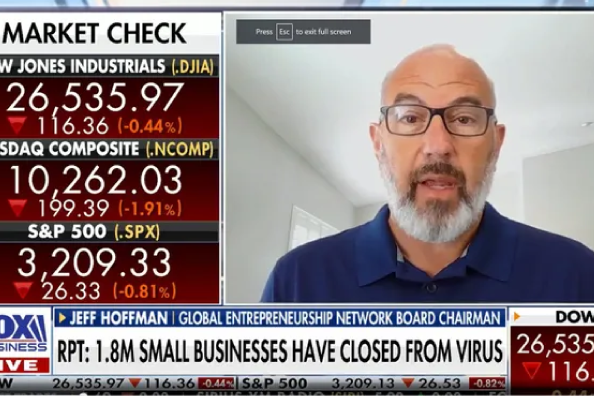 MARKET CHECK
W JONES INDUSTRIALS (.DJIA)
26,535.97
116.36 (-0.44%)
SDAQ COMPOSITE (.NCOMP)
10,262.03
199.39 (-1.91%)
S&P 500 (.SPX)
3,209.33
26.33 (-0.81%)
Press Esc to exit full screen
FOX
BUSINESS
LIVE
JEFF HOFFMAN | GLOBAL ENTREPRENEURSHIP NETWORK BOARD CHAIRMAN
RPT: 1.8M SMALL BUSINESSES HAVE CLOSED FROM VIRUS
DOW
26,535
116.
W 26,535.97 116.36 -0.44% S&P 500 3,209.13 26.53 -0.82%